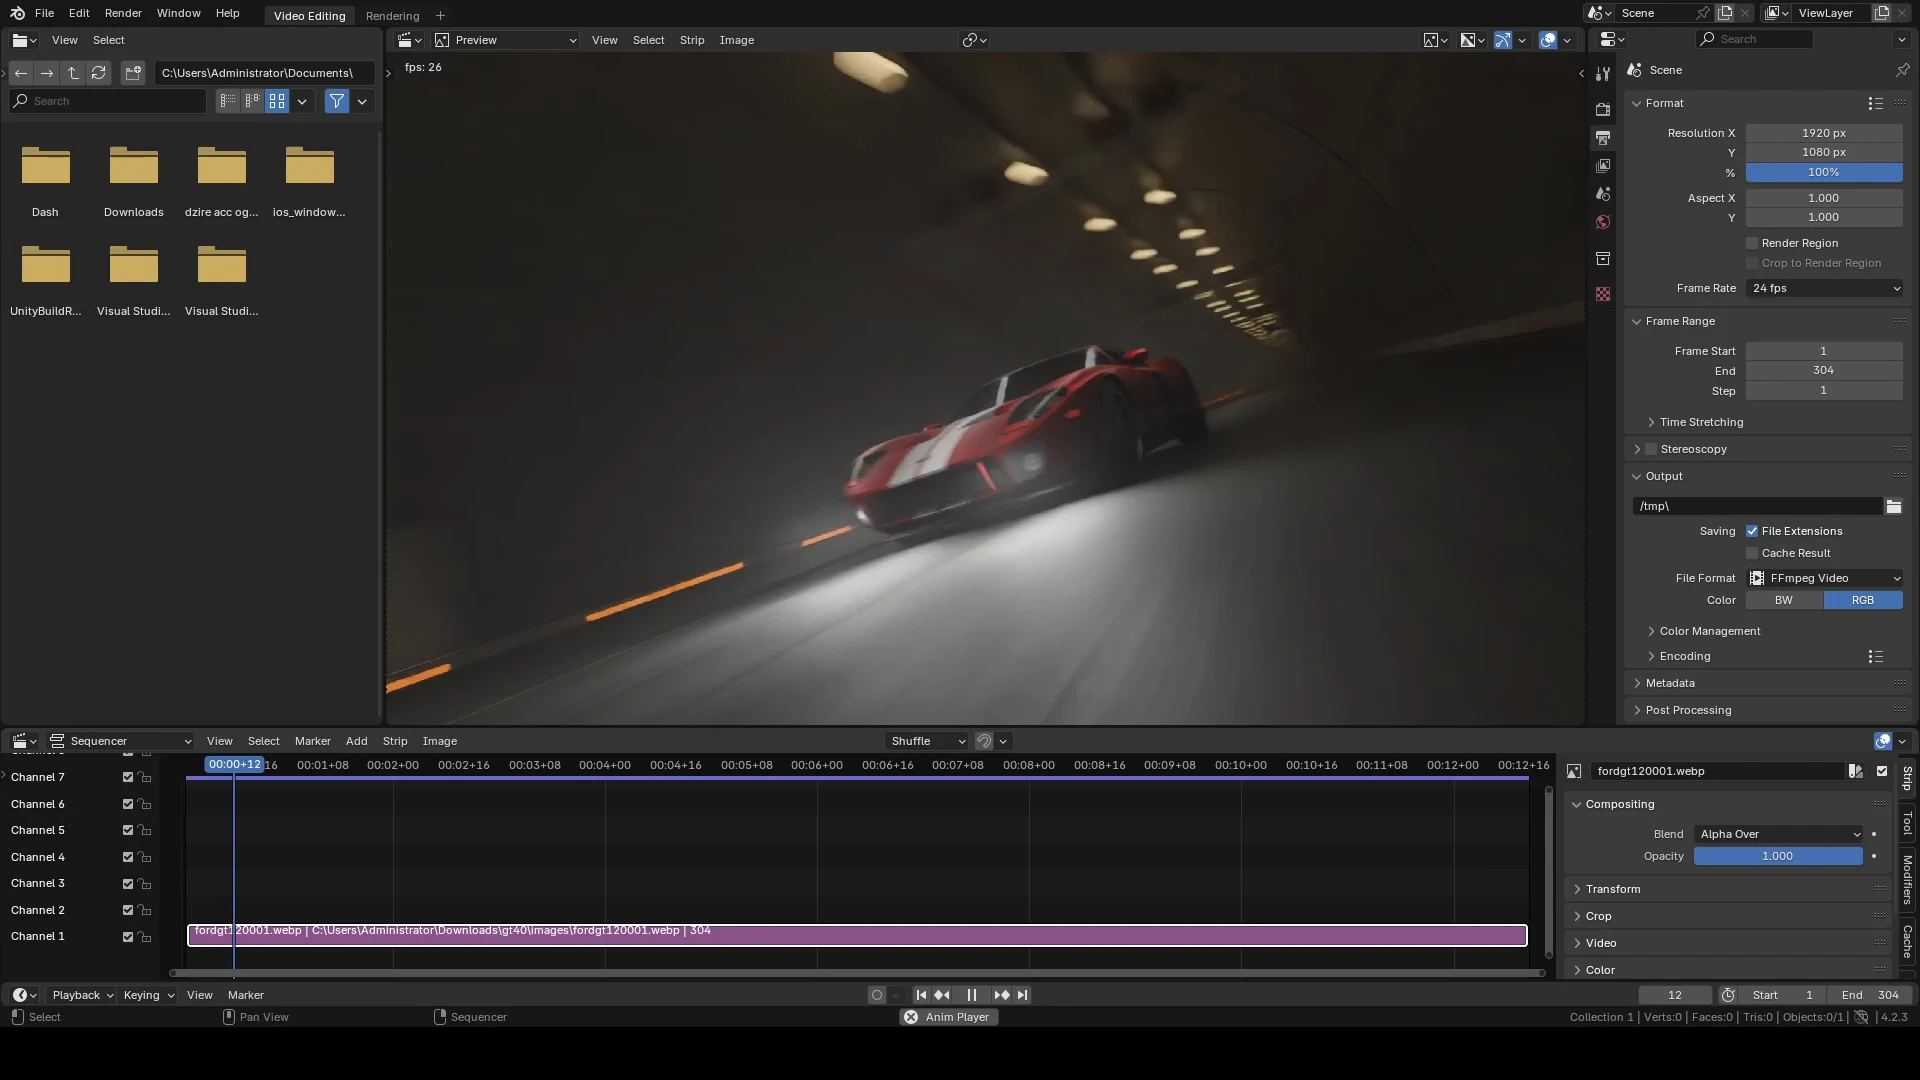 File Edit Render Window Help Video Editing Rendering + Scene ViewLayer
View Select
Preview View Select Strip Image
Search
C:\Users\Administrator\Documents\
Search
fps: 26
Dash Downloads dzire acc og... ios_window...
UnityBuildR... Visual Studi... Visual Studi...
Scene
Format
Resolution X 1920 px
Y 1080 px
% 100%
Aspect X 1.000
Y 1.000
Render Region
Crop to Render Region
Frame Rate 24 fps
Frame Range
Frame Start 1
End 304
Step 1
Time Stretching
Stereoscopy
Output
/tmp\
Saving File Extensions
Cache Result
File Format FFmpeg Video
Color BW RGB
Color Management
Encoding
Metadata
Post Processing
Sequencer View Select Marker Add Strip Image Shuffle
00:00+12 16 00:01+08 00:02+00 00:02+16 00:03+08 00:04+00 00:04+16 00:05+08 00:06+00 00:06+16 00:07+08 00:08+00 00:08+16 00:09+08 00:10+00 00:10+16 00:11+08 00:12+00 00:12+16
Channel 7
Channel 6
Channel 5
Channel 4
Channel 3
Channel 2
Channel 1
fordgt120001.webp | C:\Users\Administrator\Downloads\gt40\images\fordgt120001.webp | 304
fordgt120001.webp
Compositing
Blend Alpha Over
Opacity 1.000
Transform
Crop
Video
Color
Strip
Tool
Modifiers
Cache
Playback Keying View Marker 12 Start 1 End 304
Select Pan View Sequencer Anim Player Collection 1 | Verts:0 | Faces:0 | Tris:0 | Objects:0/1 | 4.2.3